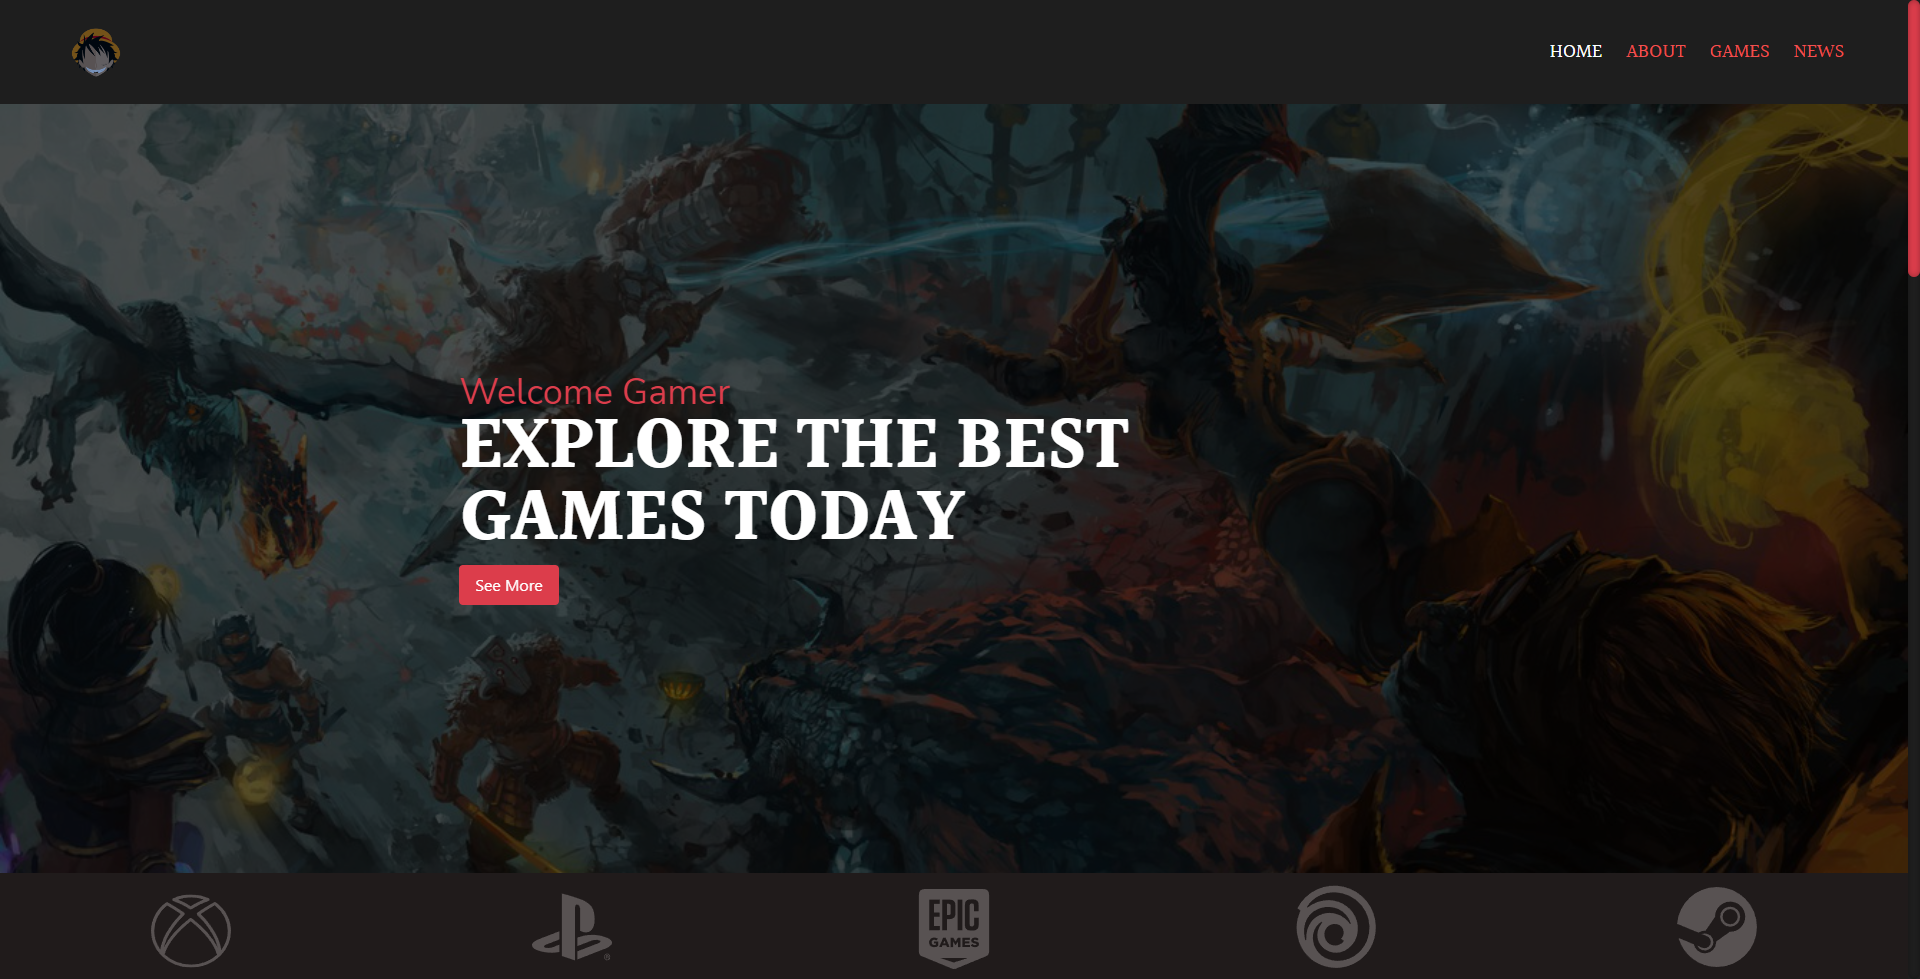 HOME ABOUT GAMES NEWS
Welcome Gamer
EXPLORE THE BEST
GAMES TODAY
See More
EPIC
GAMES
®